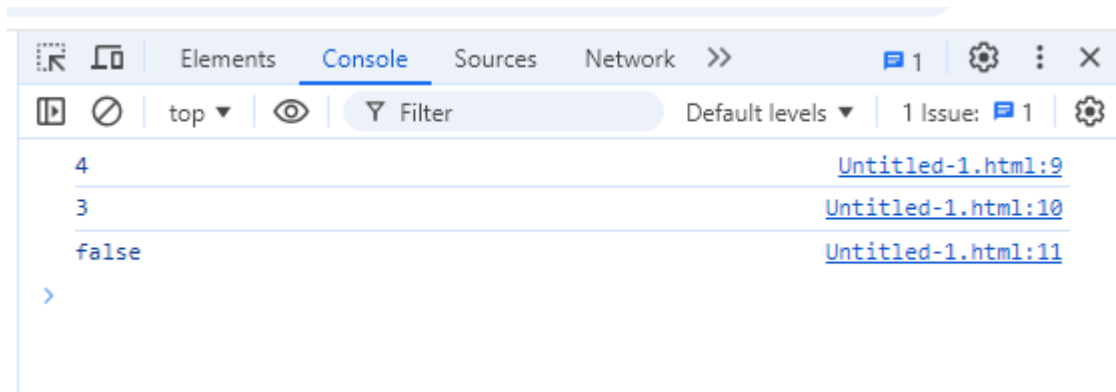 Elements Console Sources Network 1
top Filter Default levels 1 Issue: 1
4 Untitled-1.html:9
3 Untitled-1.html:10
false Untitled-1.html:11